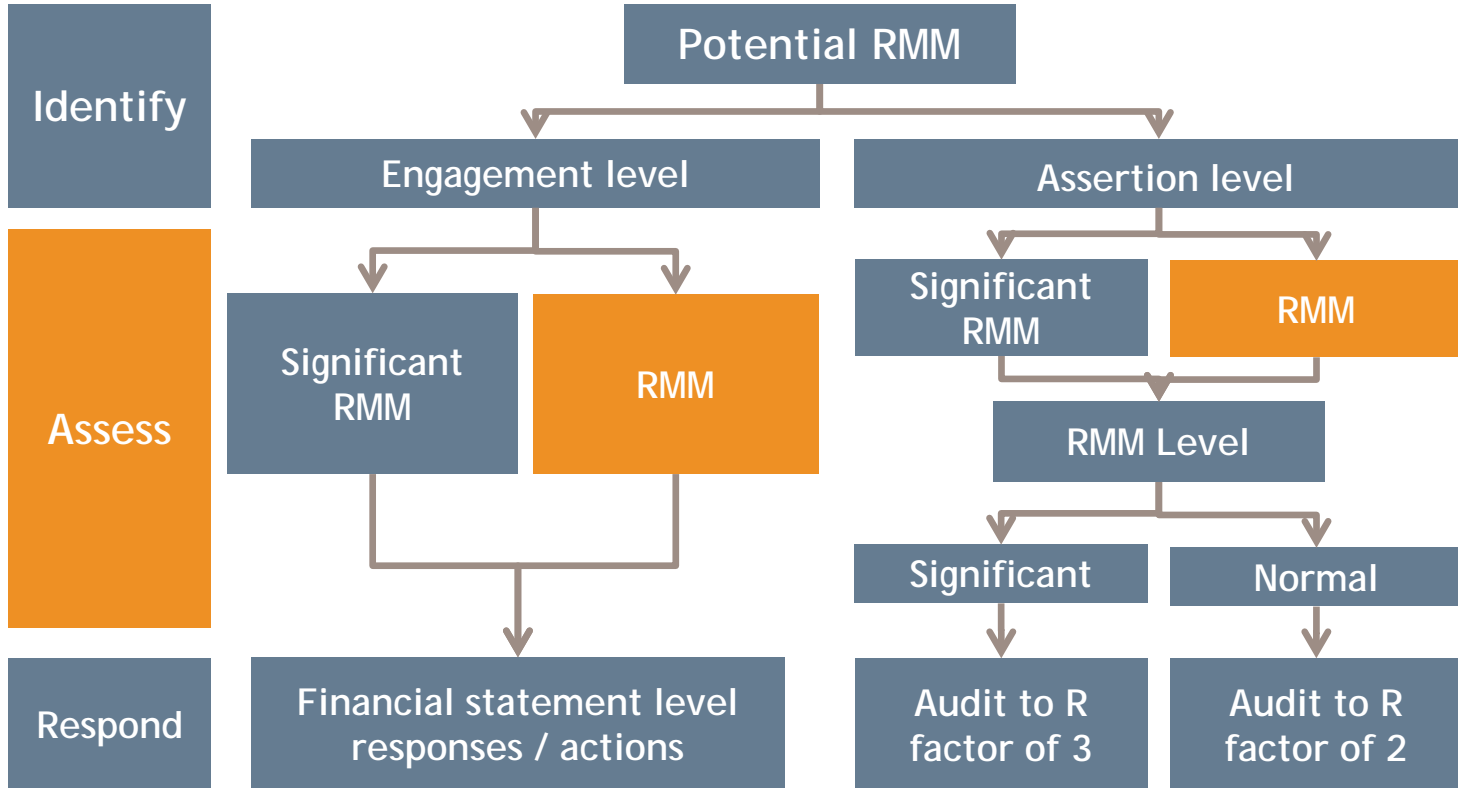 Identify
Potential RMM
Engagement level
Assertion level
Assess
Significant
RMM
RMM
Significant
RMM
RMM
RMM Level
Significant
Normal
Respond
Financial statement level
responses / actions
Audit to R
factor of 3
Audit to R
factor of 2